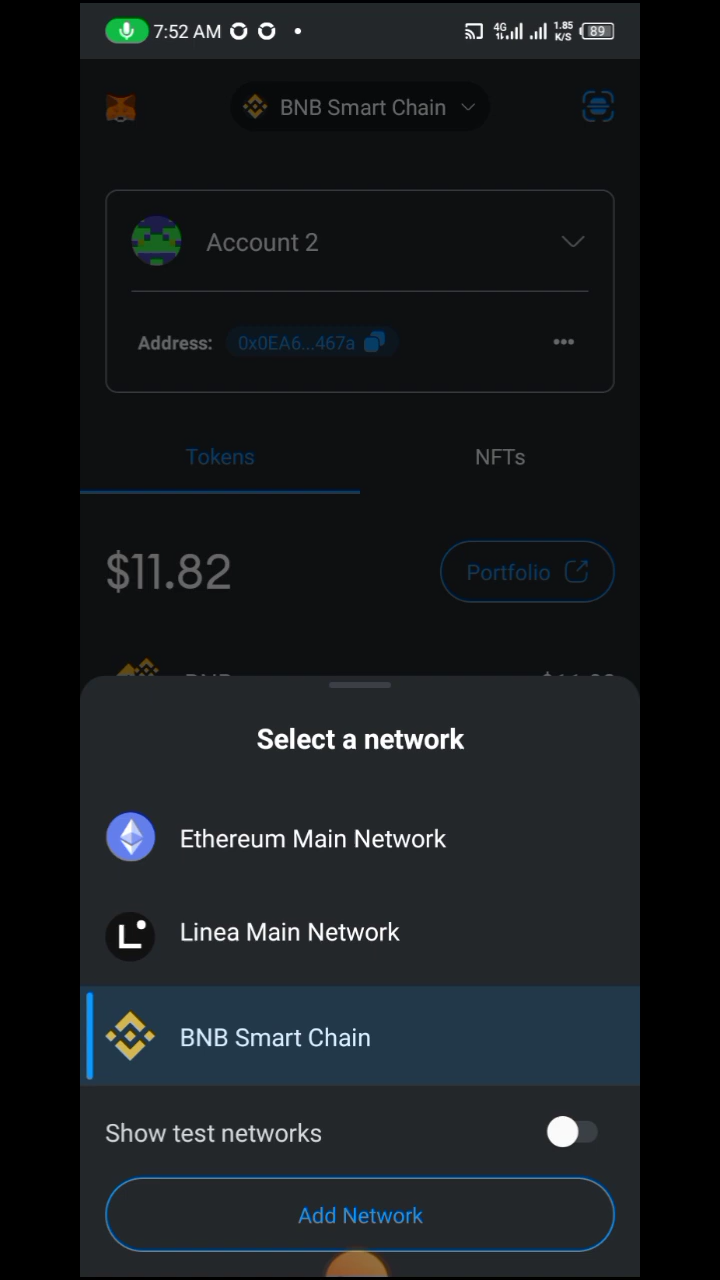 7:52 AM
4G
1.85
K/S
89
BNB Smart Chain
Account 2
Address: 0x0EA6...467a
Tokens
NFTs
$11.82
Portfolio
Select a network
Ethereum Main Network
Linea Main Network
BNB Smart Chain
Show test networks
Add Network